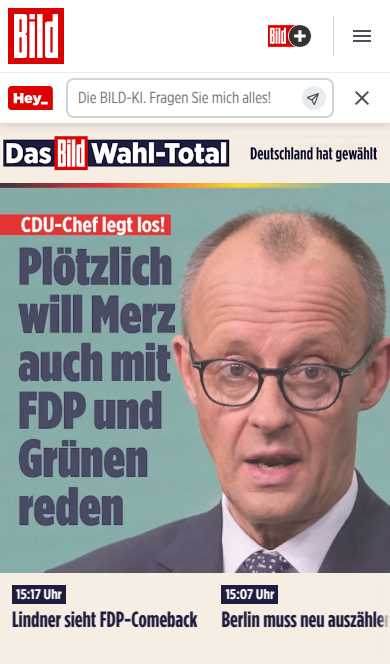 Bild
Bild
Hey_
Die BILD-KI. Fragen Sie mich alles!
Das Bild Wahl-Total
Deutschland hat gewählt
CDU-Chef legt los!
Plötzlich
will Merz
auch mit
FDP und
Grünen
reden
15:17 Uhr
Lindner sieht FDP-Comeback
15:07 Uhr
Berlin muss neu auszählen